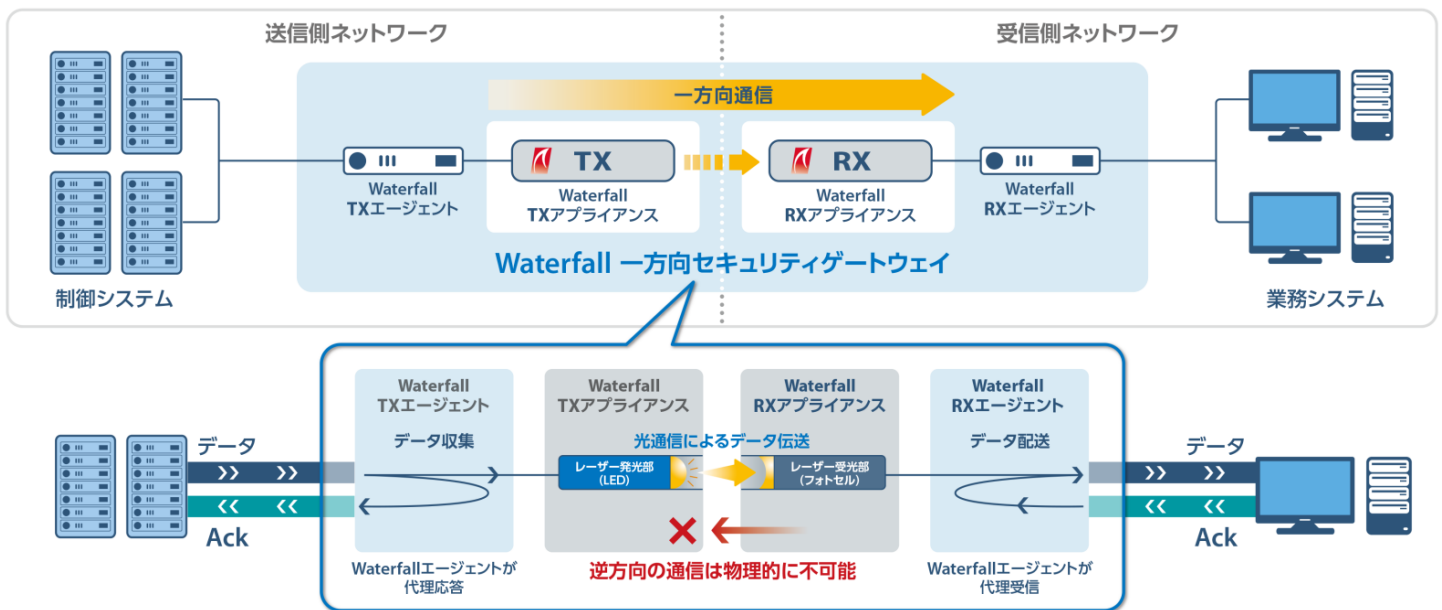 送信側ネットワーク
受信側ネットワーク
一方向通信
TX
RX
Waterfall
TXエージェント
Waterfall
TXアプライアンス
Waterfall
RXアプライアンス
Waterfall
RXエージェント
Waterfall 一方向セキュリティゲートウェイ
制御システム
業務システム
Waterfall
TXエージェント
Waterfall
TXアプライアンス
Waterfall
RXアプライアンス
Waterfall
RXエージェント
データ
データ収集
光通信によるデータ伝送
データ配送
データ
レーザー発光部
(LED)
レーザー受光部
(フォトセル)
Ack
Ack
Waterfallエージェントが
代理応答
逆方向の通信は物理的に不可能
Waterfallエージェントが
代理受信